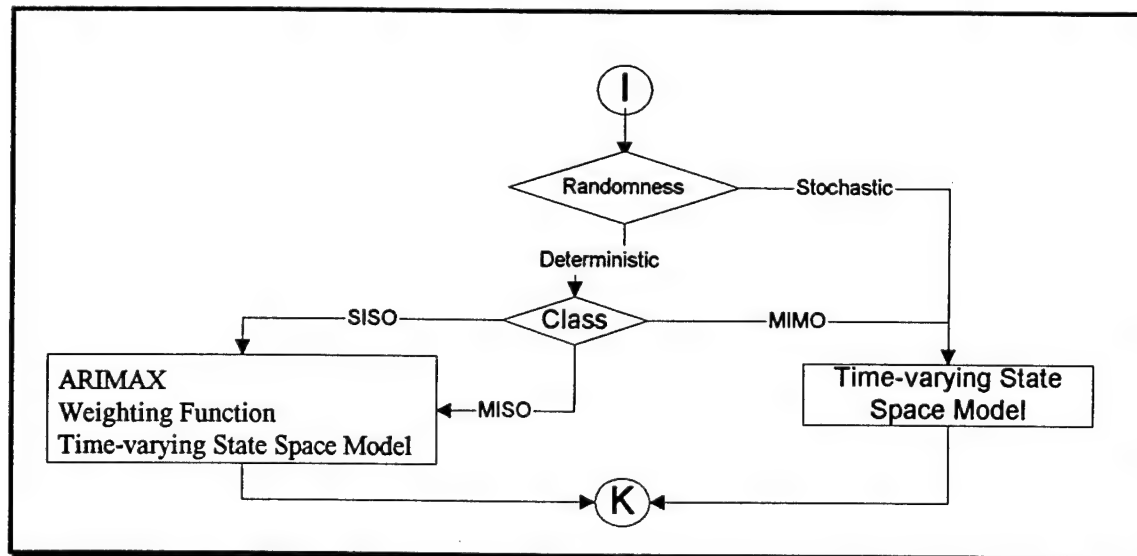 I
Randomness
Stochastic
Deterministic
SISO
Class
MIMO
ARIMAX
Weighting Function
Time-varying State Space Model
MISO
Time-varying State
Space Model
K